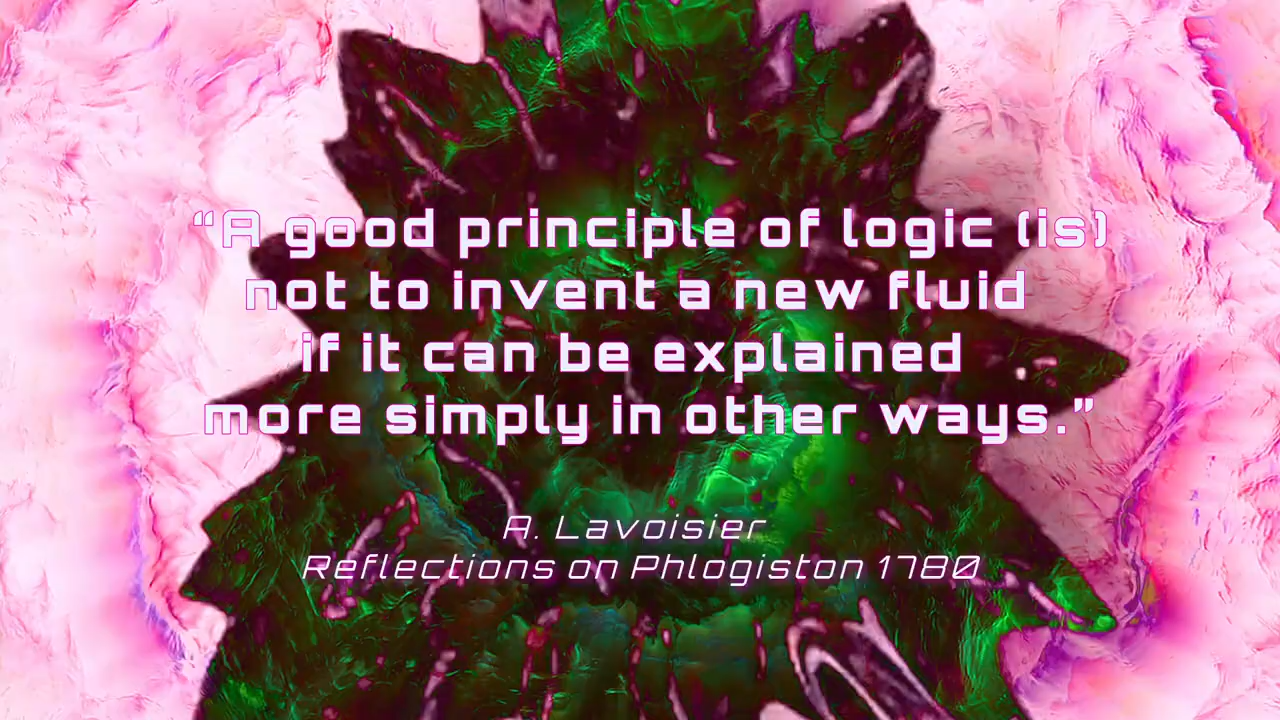 “A good principle of logic (is)
not to invent a new fluid
if it can be explained
more simply in other ways.”
A. Lavoisier
Reflections on Phlogiston 1780